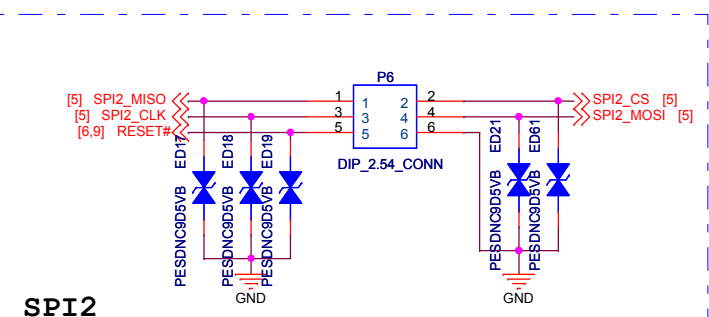 P6
[5] SPI2_MISO 1 1 2 2 SPI2_CS [5]
[5] SPI2_CLK 3 3 4 4 SPI2_MOSI [5]
[6,9] RESET# 5 5 6 6
DIP_2.54_CONN
ED17
PESDNC9D5VB
ED18
PESDNC9D5VB
ED19
PESDNC9D5VB
ED21
PESDNC9D5VB
ED61
PESDNC9D5VB
GND
GND
SPI2